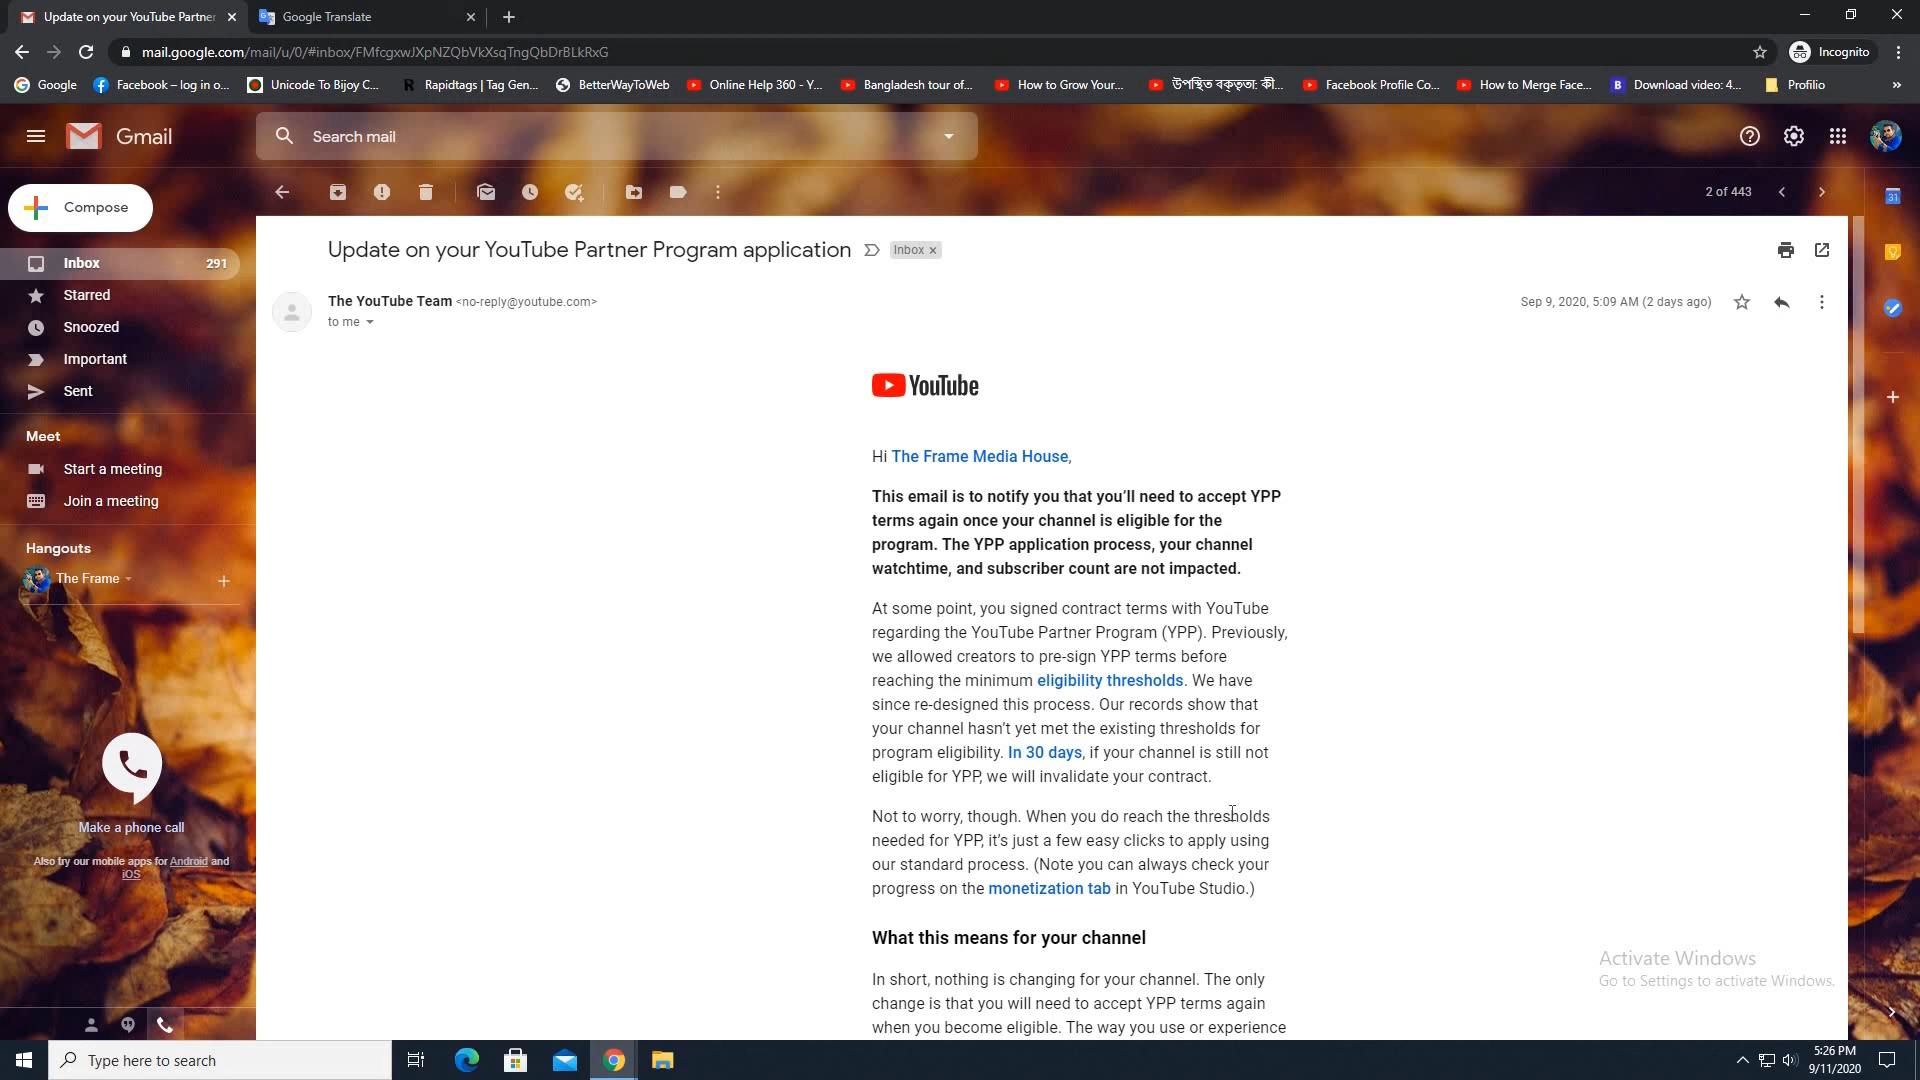 Update on your YouTube Partner
Google Translate
mail.google.com/mail/u/0/#inbox/FMfcgxwJXpNZQbVkXsqTngQbDrBLkRxG
Incognito
Google
Facebook – log in o...
Unicode To Bijoy C...
Rapidtags | Tag Gen...
BetterWayToWeb
Online Help 360 - Y...
Bangladesh tour of...
How to Grow Your...
উপস্থিত বক্তৃতা: কী...
Facebook Profile Co...
How to Merge Face...
Download video: 4...
Profilio
Gmail
Search mail
Compose
2 of 443
Inbox 291
Starred
Snoozed
Important
Sent
Meet
Start a meeting
Join a meeting
Hangouts
The Frame
Make a phone call
Also try our mobile apps for Android and
iOS
Update on your YouTube Partner Program application
Inbox
The YouTube Team <no-reply@youtube.com>
Sep 9, 2020, 5:09 AM (2 days ago)
to me
YouTube
Hi The Frame Media House,
This email is to notify you that you’ll need to accept YPP
terms again once your channel is eligible for the
program. The YPP application process, your channel
watchtime, and subscriber count are not impacted.
At some point, you signed contract terms with YouTube
regarding the YouTube Partner Program (YPP). Previously,
we allowed creators to pre-sign YPP terms before
reaching the minimum eligibility thresholds. We have
since re-designed this process. Our records show that
your channel hasn’t yet met the existing thresholds for
program eligibility. In 30 days, if your channel is still not
eligible for YPP, we will invalidate your contract.
Not to worry, though. When you do reach the thresholds
needed for YPP, it’s just a few easy clicks to apply using
our standard process. (Note you can always check your
progress on the monetization tab in YouTube Studio.)
What this means for your channel
In short, nothing is changing for your channel. The only
change is that you will need to accept YPP terms again
when you become eligible. The way you use or experience
Activate Windows
Go to Settings to activate Windows.
31
Type here to search
5:26 PM
9/11/2020